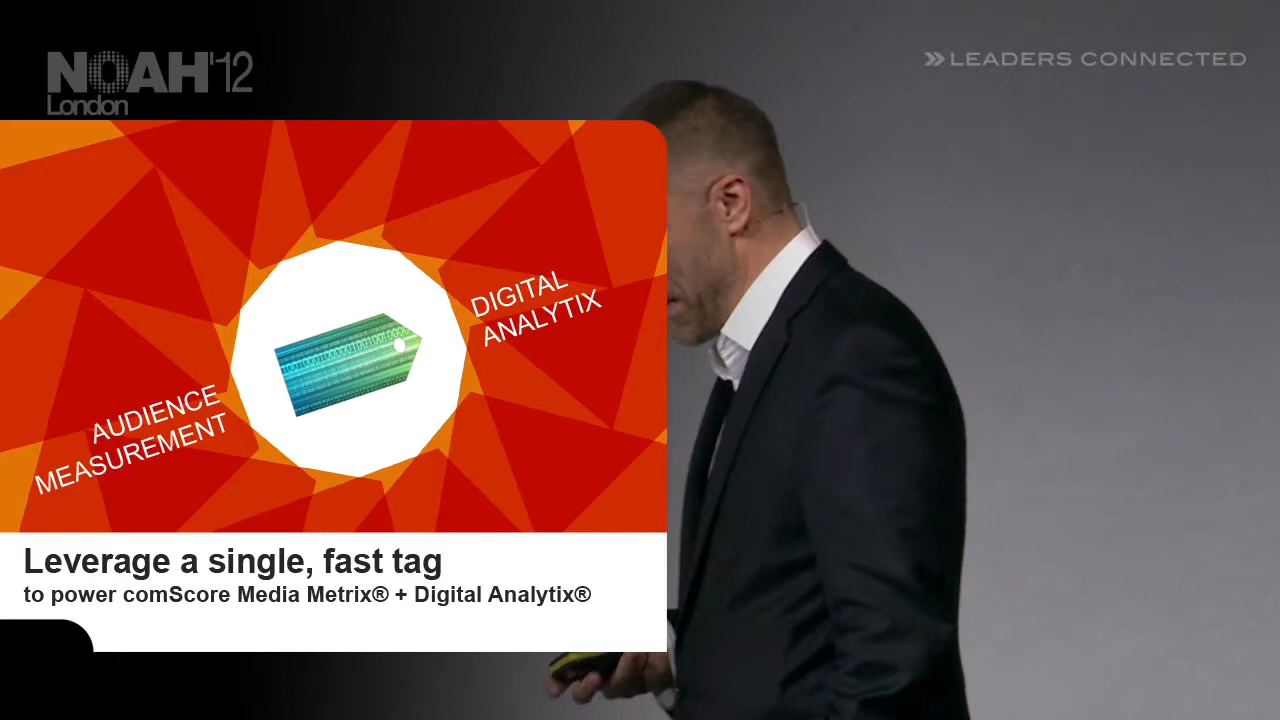 NOAH'12
London
LEADERS CONNECTED
DIGITAL
ANALYTIX
AUDIENCE
MEASUREMENT
Leverage a single, fast tag
to power comScore Media Metrix® + Digital Analytix®